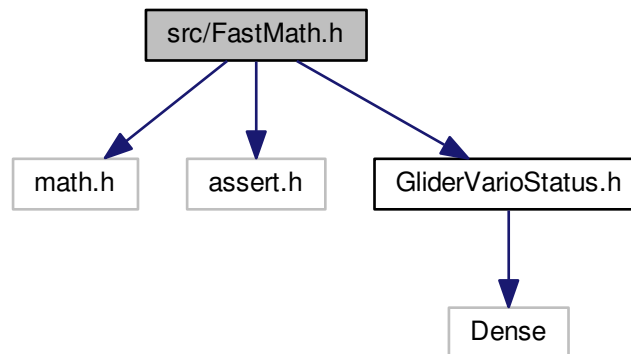 src/FastMath.h
math.h
assert.h
GliderVarioStatus.h
Dense